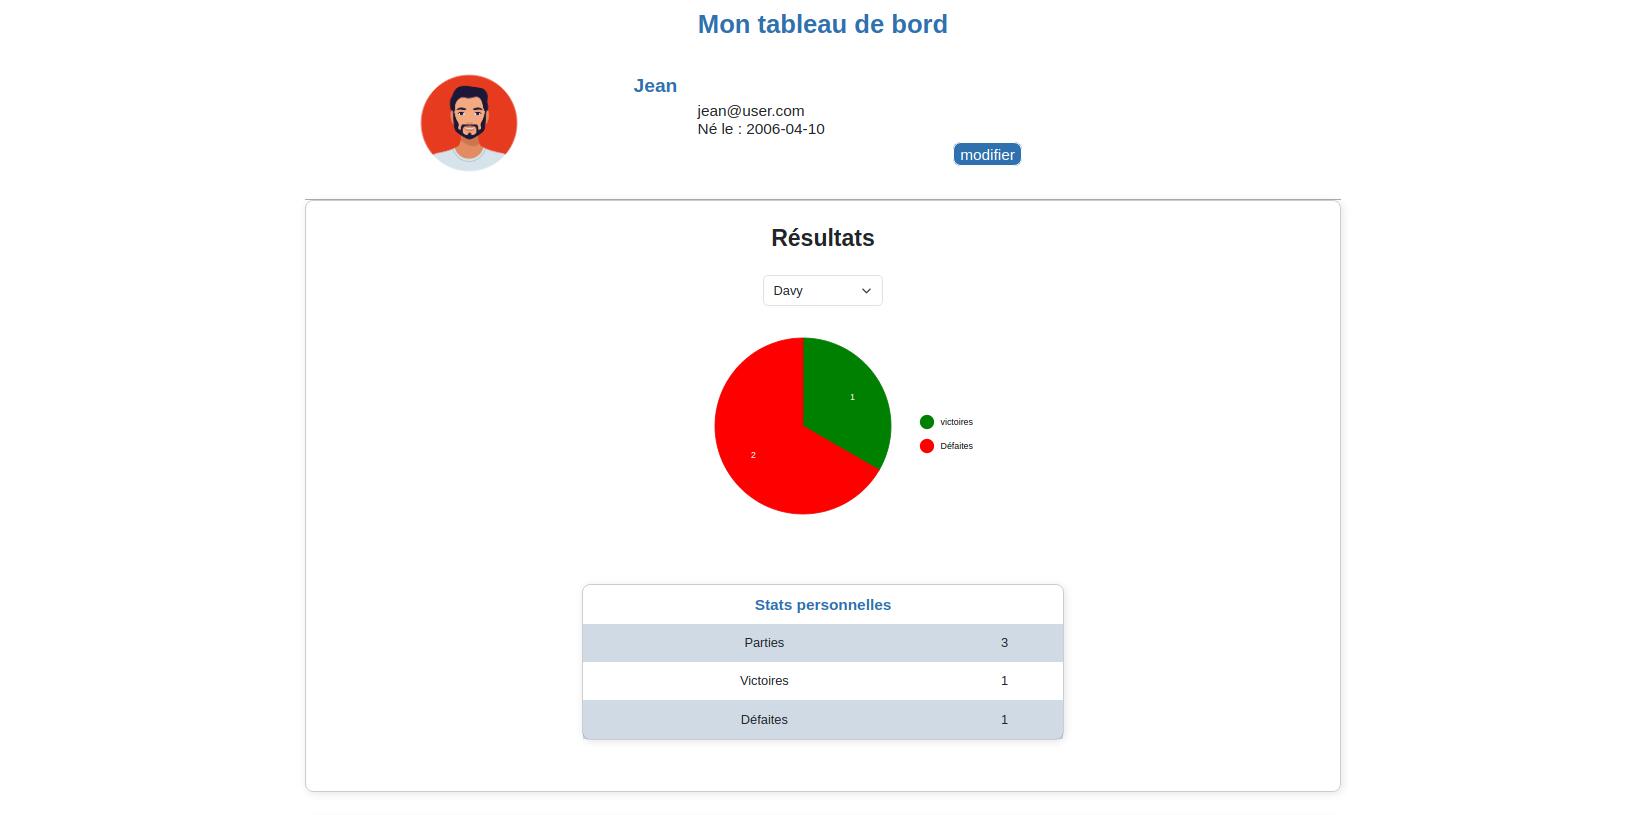 Mon tableau de bord
Jean
jean@user.com
Né le : 2006-04-10
modifier
Résultats
Davy
1
2
victoires
Défaites
Stats personnelles
Parties 3
Victoires 1
Défaites 1